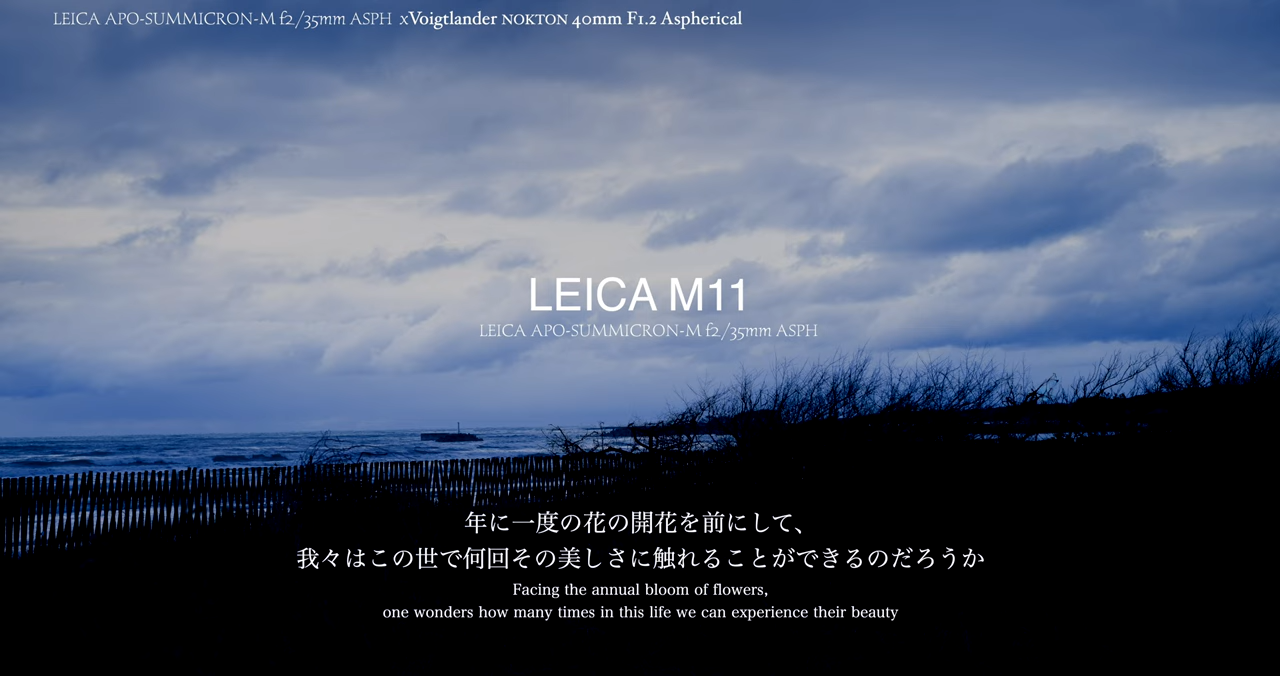 LEICA APO-SUMMICRON-M f2/35mm ASPH xVoigtlander NOKTON 40mm F1.2 Aspherical
LEICA M11
LEICA APO-SUMMICRON-M f2/35mm ASPH
年に一度の花の開花を前にして、
我々はこの世で何回その美しさに触れることができるのだろうか
Facing the annual bloom of flowers,
one wonders how many times in this life we can experience their beauty